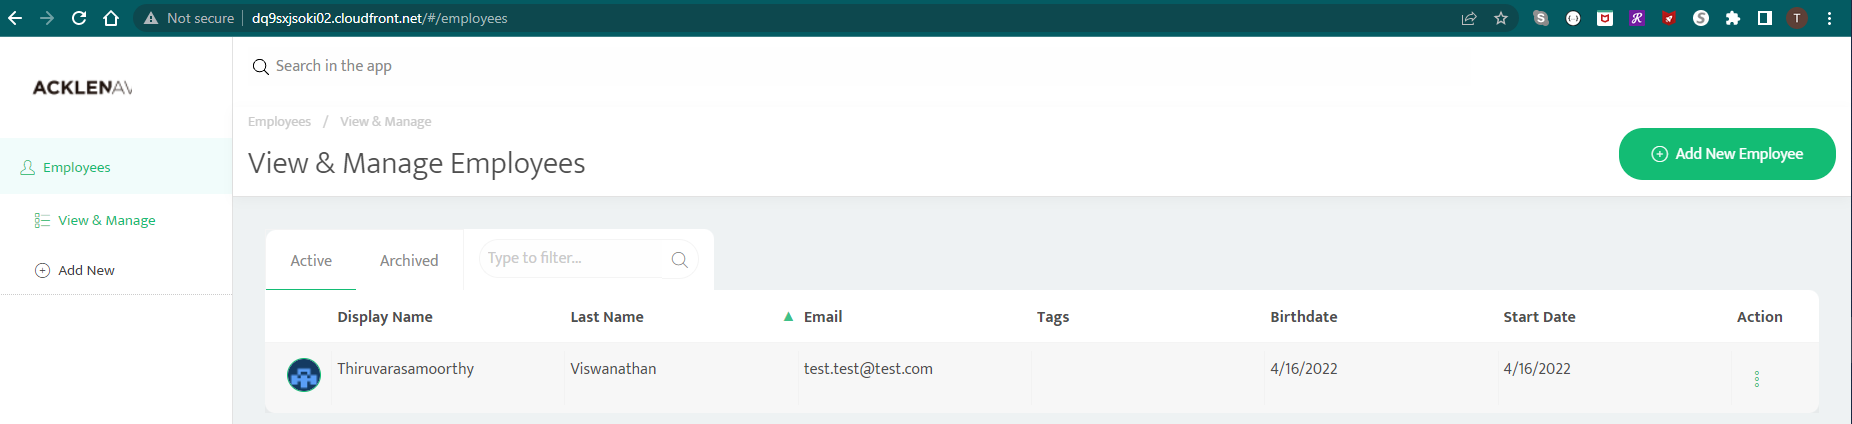 Not secure | dq9sxjsoki02.cloudfront.net/#/employees
T
ACKLENAV
Search in the app
Employees / View & Manage
View & Manage Employees
Add New Employee
Employees
View & Manage
Add New
Active Archived Type to filter...
Display Name Last Name Email Tags Birthdate Start Date Action
Thiruvarasamoorthy Viswanathan test.test@test.com 4/16/2022 4/16/2022